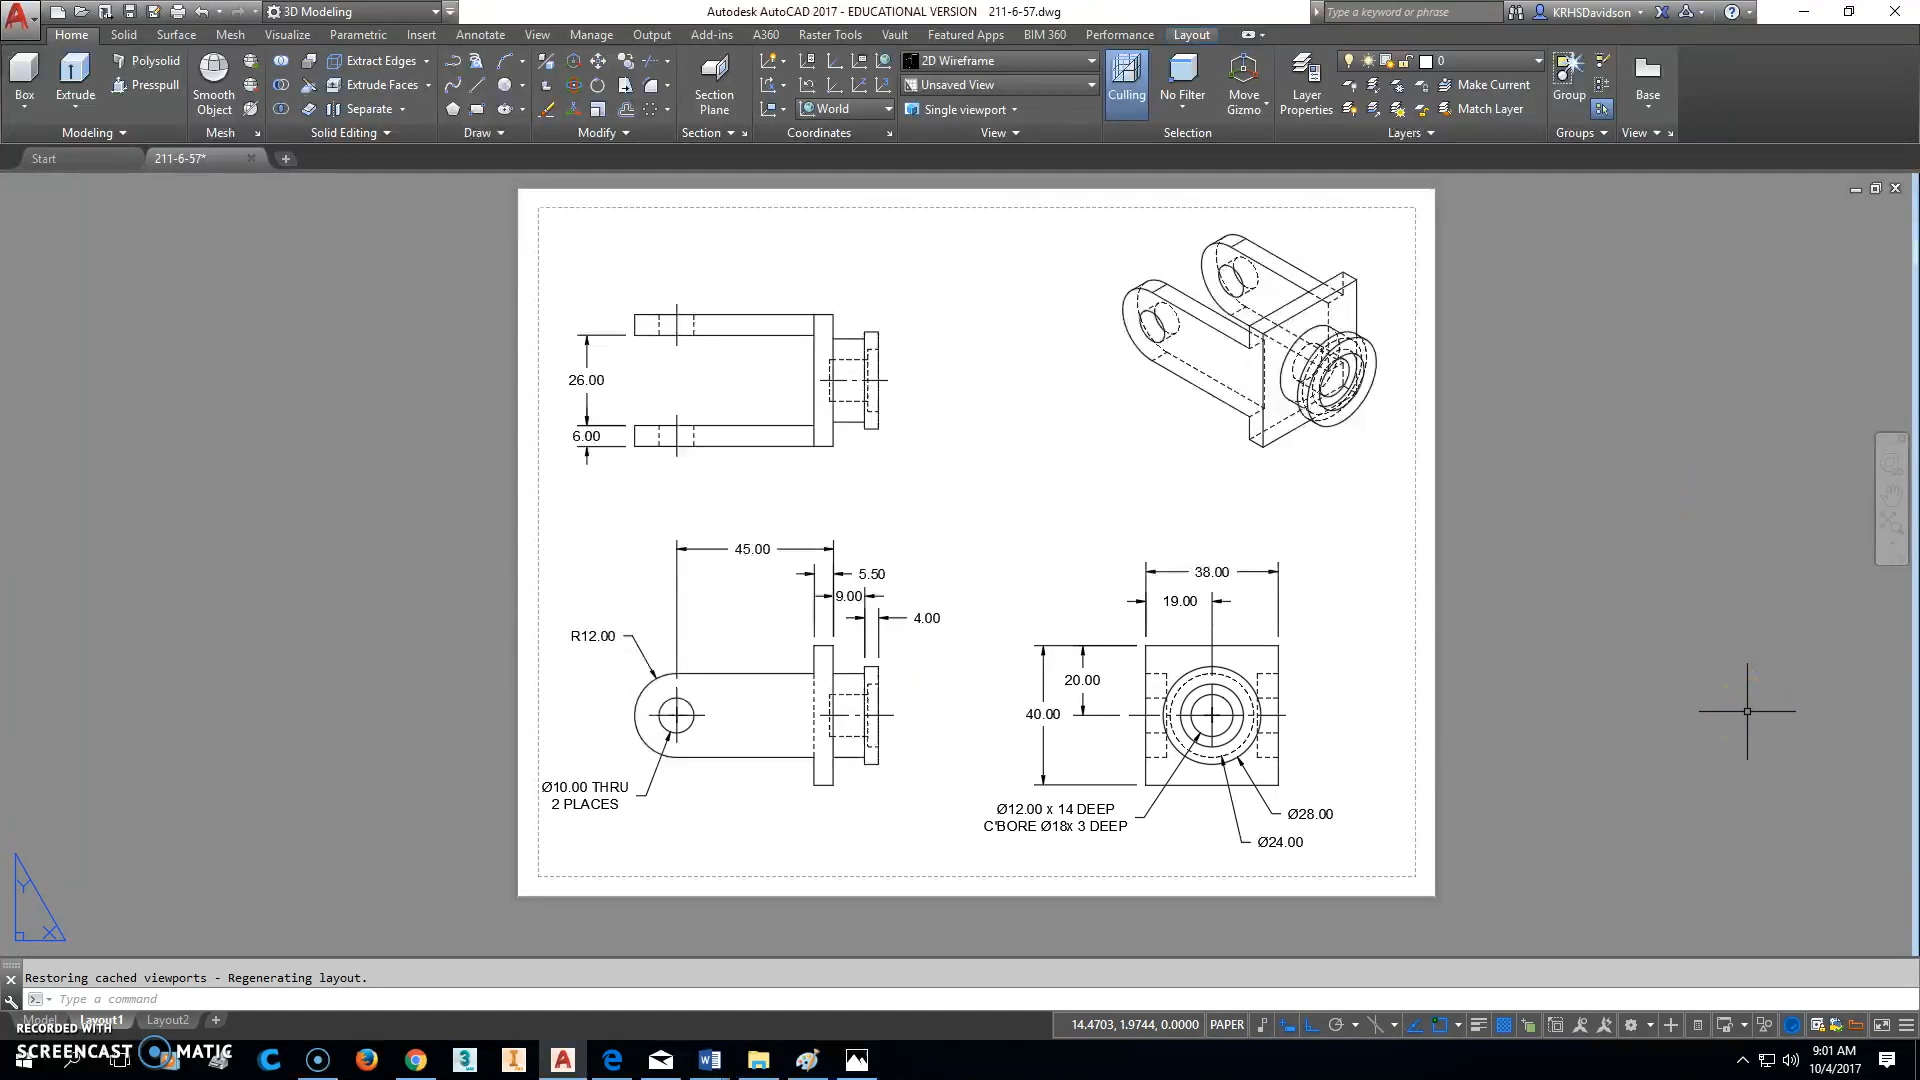 3D Modeling
Autodesk AutoCAD 2017 - EDUCATIONAL VERSION 211-6-57.dwg
Type a keyword or phrase
KRHSDavidson
Home Solid Surface Mesh Visualize Parametric Insert Annotate View Manage Output Add-ins A360 Raster Tools Vault Featured Apps BIM 360 Performance Layout
Box
Extrude
Polysolid
Presspull
Smooth
Object
Extract Edges
Extrude Faces
Separate
Section
Plane
World
2D Wireframe
Unsaved View
Single viewport
Culling
No Filter
Move
Gizmo
Layer
Properties
0
Make Current
Match Layer
Group
Base
Modeling Mesh Solid Editing Draw Modify Section Coordinates View Selection Layers Groups View
Start
211-6-57*
26.00
6.00
45.00
5.50
9.00
4.00
R12.00
Ø10.00 THRU
2 PLACES
38.00
19.00
20.00
40.00
Ø12.00 x 14 DEEP
C'BORE Ø18x 3 DEEP
Ø28.00
Ø24.00
Y
X
Restoring cached viewports - Regenerating layout.
Type a command
Model Layout1 Layout2
14.4703, 1.9744, 0.0000 PAPER
RECORDED WITH
SCREENCAST MATIC
9:01 AM
10/4/2017